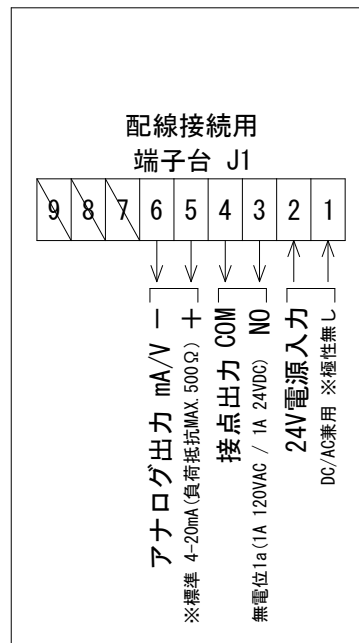 配線接続用
端子台 J1
9 8 7 6 5 4 3 2 1
アナログ出力 mA/V − +
※標準 4-20mA(負荷抵抗MAX.500Ω)
接点出力 COM NO
無電位1a(1A 120VAC / 1A 24VDC)
24V電源入力
DC/AC兼用 ※極性無し